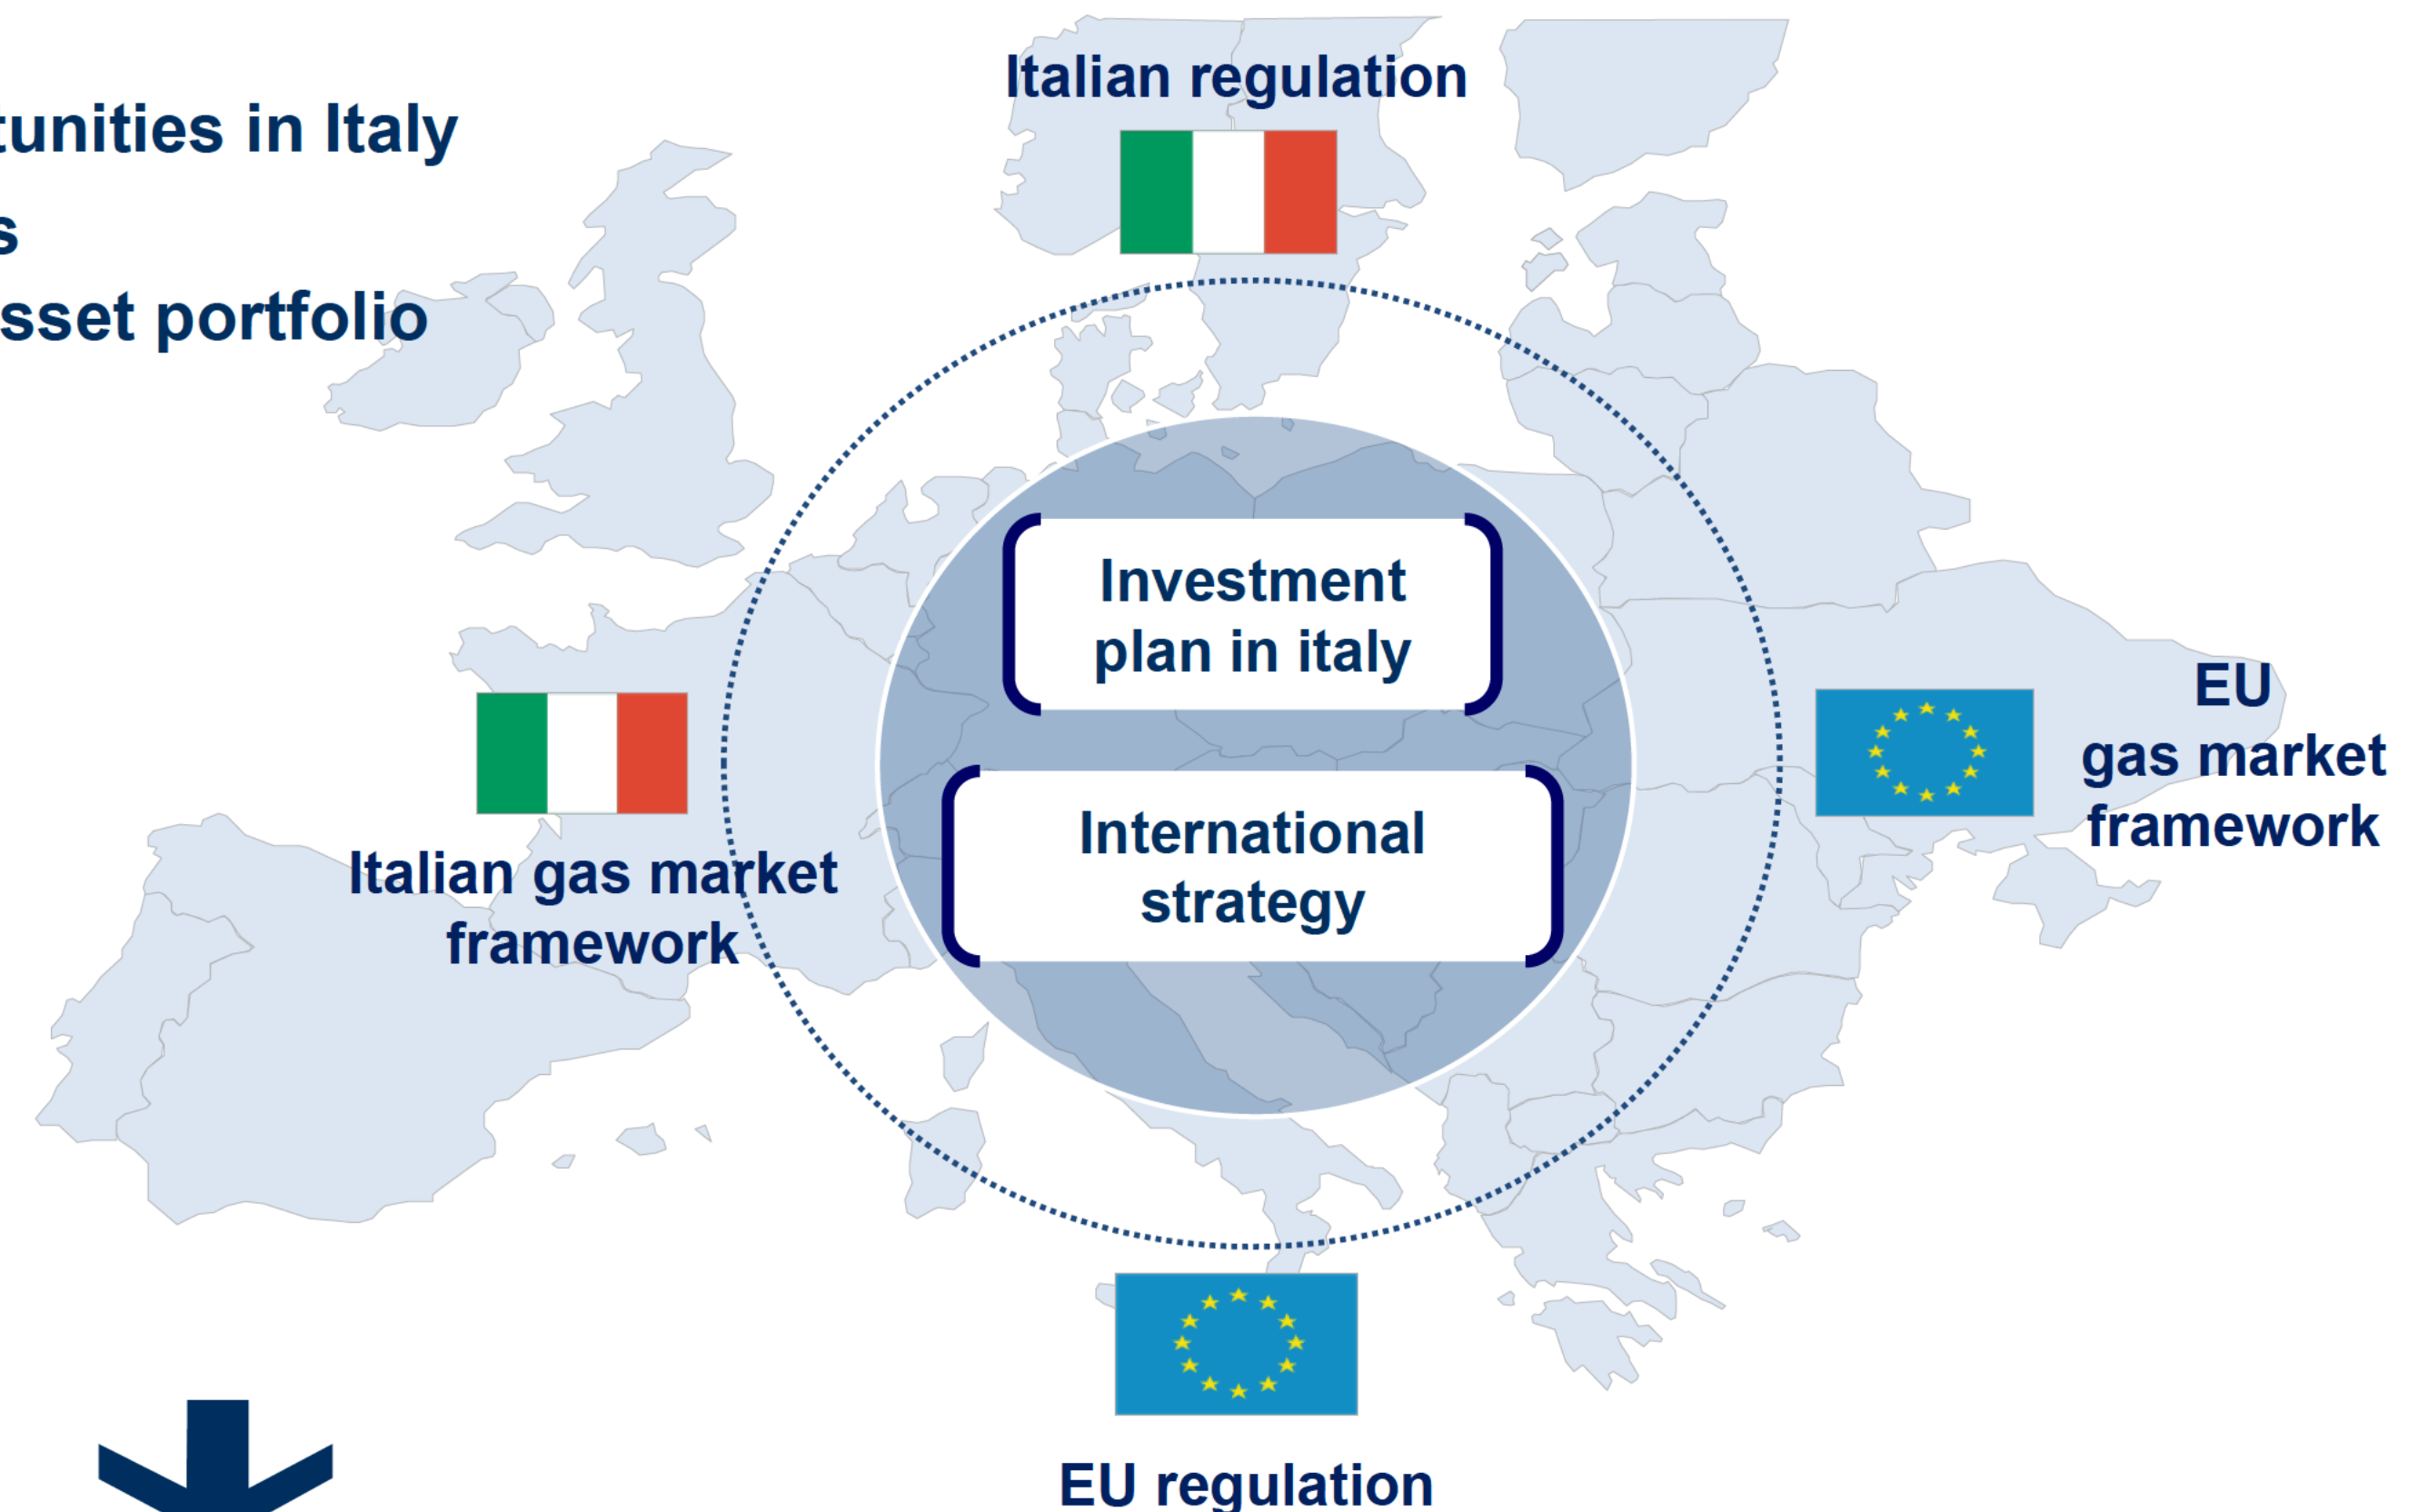 Italian regulation
tunities in Italy
s
sset portfolio
Investment
plan in italy
EU
gas market
framework
International
strategy
Italian gas market
framework
EU regulation